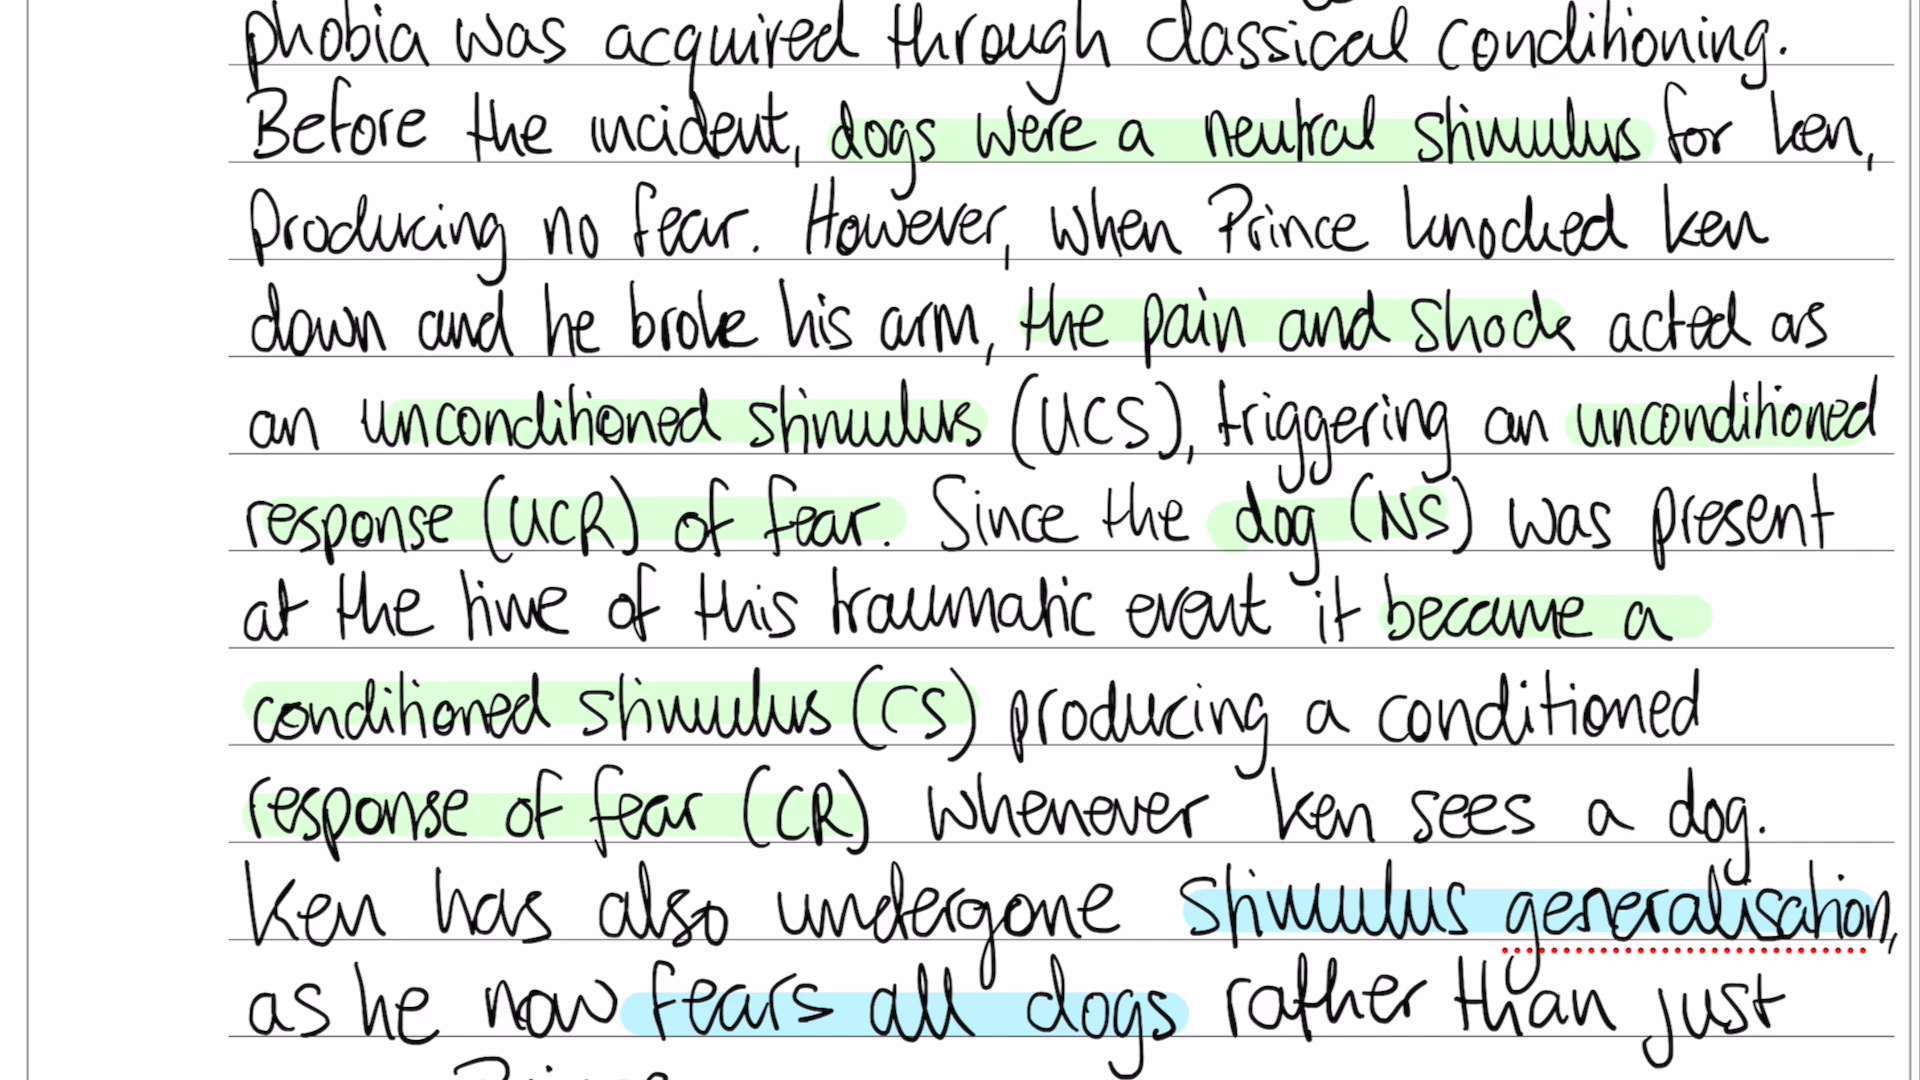 phobia was acquired through classical conditioning.
Before the incident, dogs were a neutral stimulus for Ken,
producing no fear. However, when Prince knocked Ken
down and he broke his arm, the pain and shock acted as
an unconditioned stimulus (UCS), triggering an unconditioned
response (UCR) of fear. Since the dog (NS) was present
at the time of this traumatic event it became a
conditioned stimulus (CS) producing a conditioned
response of fear (CR) whenever Ken sees a dog.
Ken has also undergone stimulus generalisation,
as he now fears all dogs rather than just